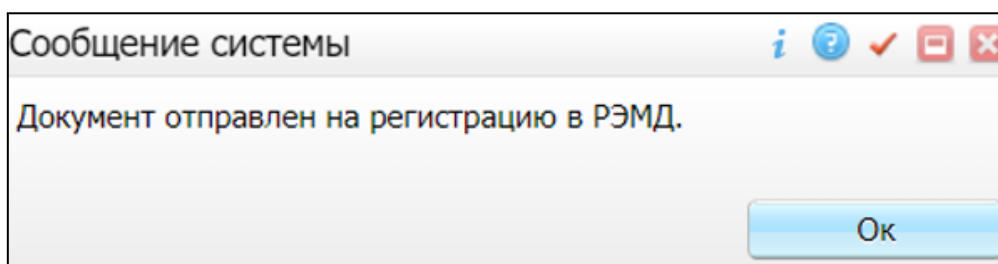 Сообщение системы
Документ отправлен на регистрацию в РЭМД.
Ок